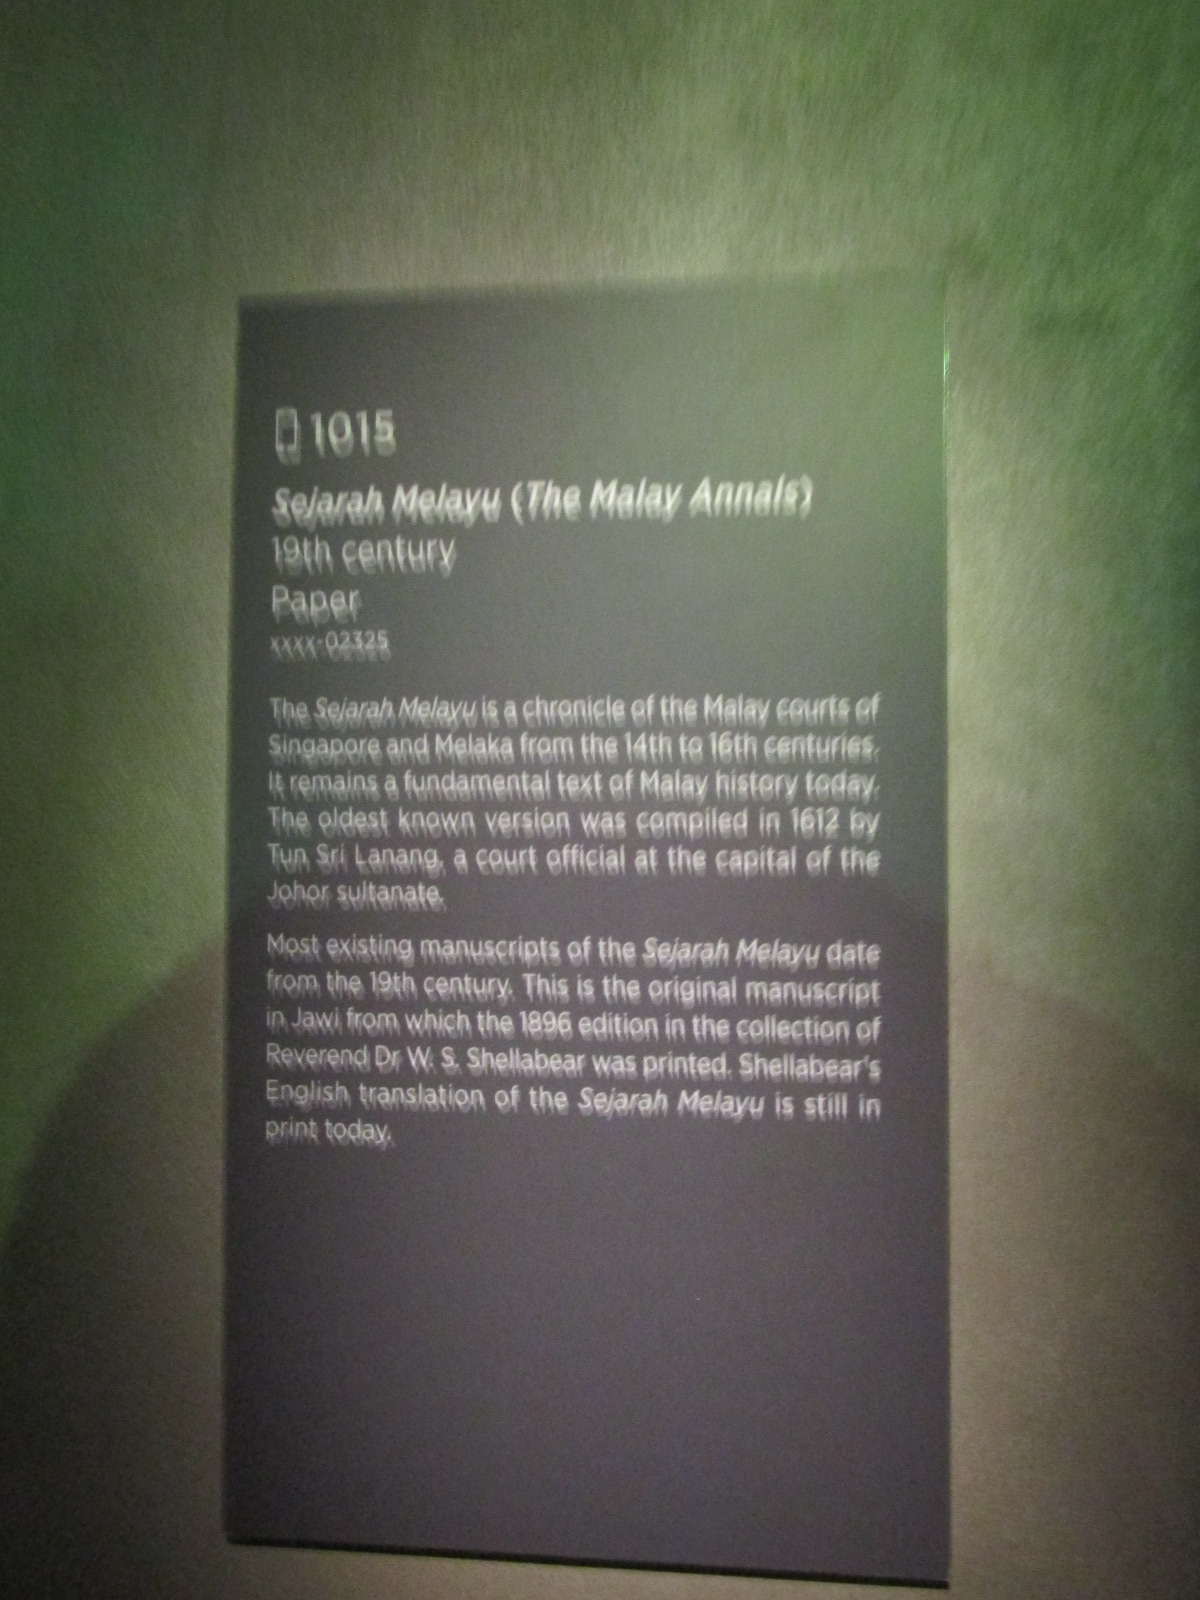 1015
Sejarah Melayu (The Malay Annals)
19th century
Paper
xxxx-02325
The Sejarah Melayu is a chronicle of the Malay courts of
Singapore and Melaka from the 14th to 16th centuries.
It remains a fundamental text of Malay history today.
The oldest known version was compiled in 1612 by
Tun Sri Lanang, a court official at the capital of the
Johor sultanate.
Most existing manuscripts of the Sejarah Melayu date
from the 19th century. This is the original manuscript
in Jawi from which the 1896 edition in the collection of
Reverend Dr W. S. Shellabear was printed. Shellabear's
English translation of the Sejarah Melayu is still in
print today.